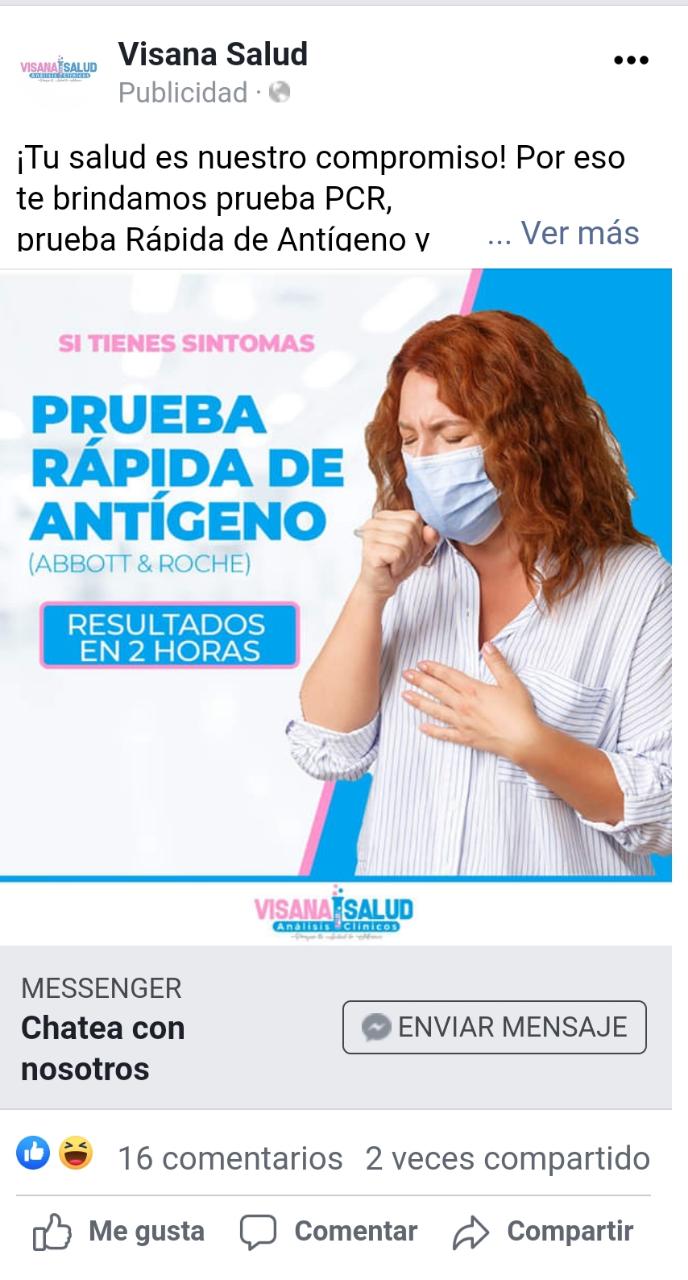 VISANA SALUD
Análisis Clínicos
Visana Salud
Publicidad ·
¡Tu salud es nuestro compromiso! Por eso
te brindamos prueba PCR,
prueba Rápida de Antígeno y
... Ver más
SI TIENES SINTOMAS
PRUEBA
RÁPIDA DE
ANTÍGENO
(ABBOTT & ROCHE)
RESULTADOS
EN 2 HORAS
VISANA SALUD
Análisis Clínicos
MESSENGER
Chatea con
nosotros
ENVIAR MENSAJE
16 comentarios 2 veces compartido
Me gusta Comentar Compartir